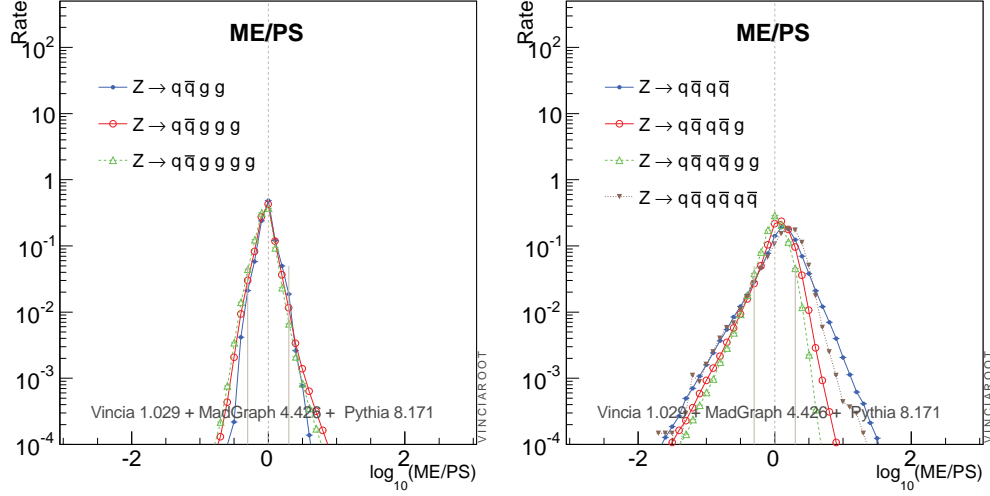 Rate
ME/PS
10²
10
1
10⁻¹
10⁻²
10⁻³
10⁻⁴
Z → q q̅ g g
Z → q q̅ g g g
Z → q q̅ g g g g
Vincia 1.029 + MadGraph 4.426 + Pythia 8.171
VINCIAROOT
-2
0
2
log₁₀(ME/PS)
Rate
ME/PS
10²
10
1
10⁻¹
10⁻²
10⁻³
10⁻⁴
Z → q q̅ q q̅
Z → q q̅ q q̅ g
Z → q q̅ q q̅ g g
Z → q q̅ q q̅ q q̅
Vincia 1.029 + MadGraph 4.426 + Pythia 8.171
VINCIAROOT
-2
0
2
log₁₀(ME/PS)